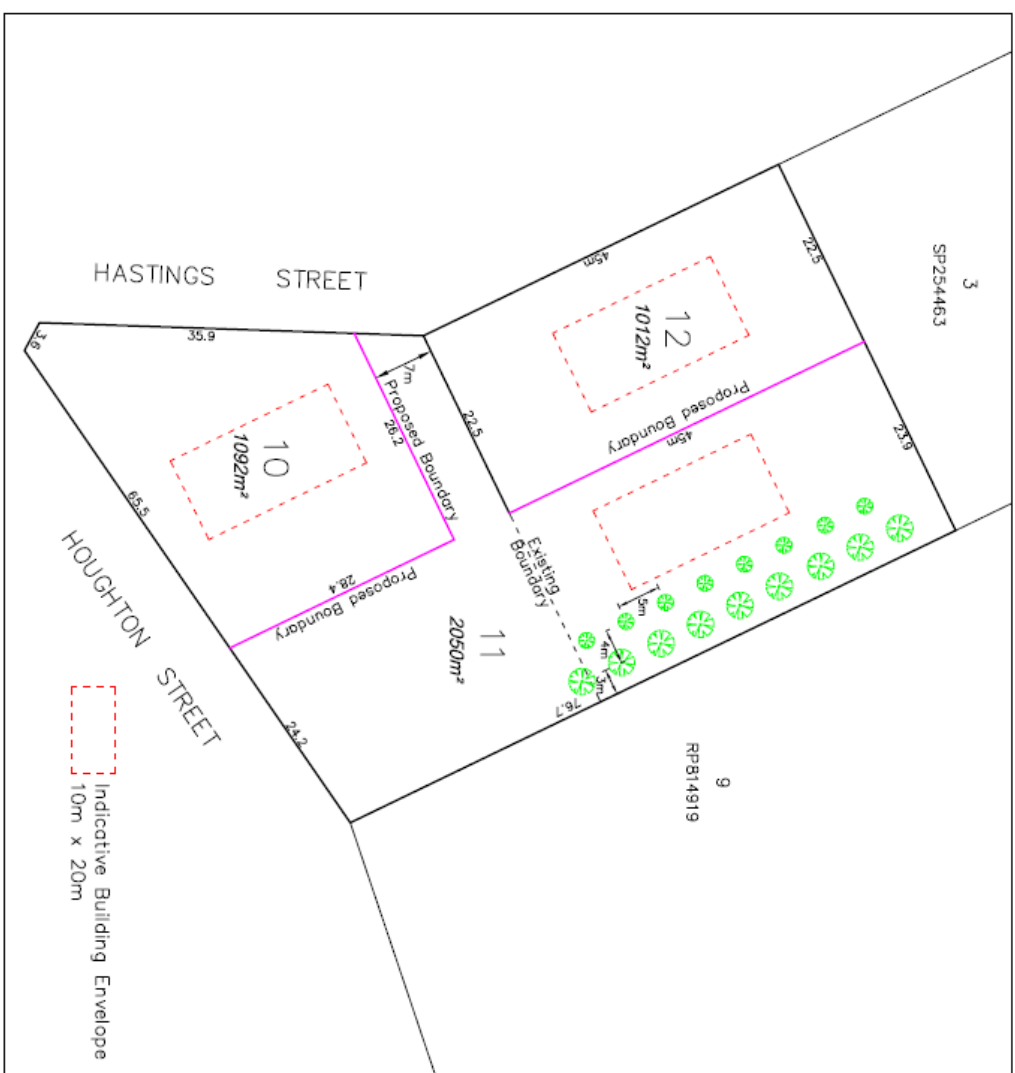 3
SP254463
22.5
45m
12
1012m²
Proposed Boundary
45m
23.9
HASTINGS STREET
35.9
3.6
7m
Proposed Boundary
26.2
22.5
10
1092m²
65.5
Proposed Boundary
28.4
Existing
Boundary
5m
4m
3m
76.7
11
2050m²
HOUGHTON STREET
24.2
9
RP814919
Indicative Building Envelope
10m x 20m